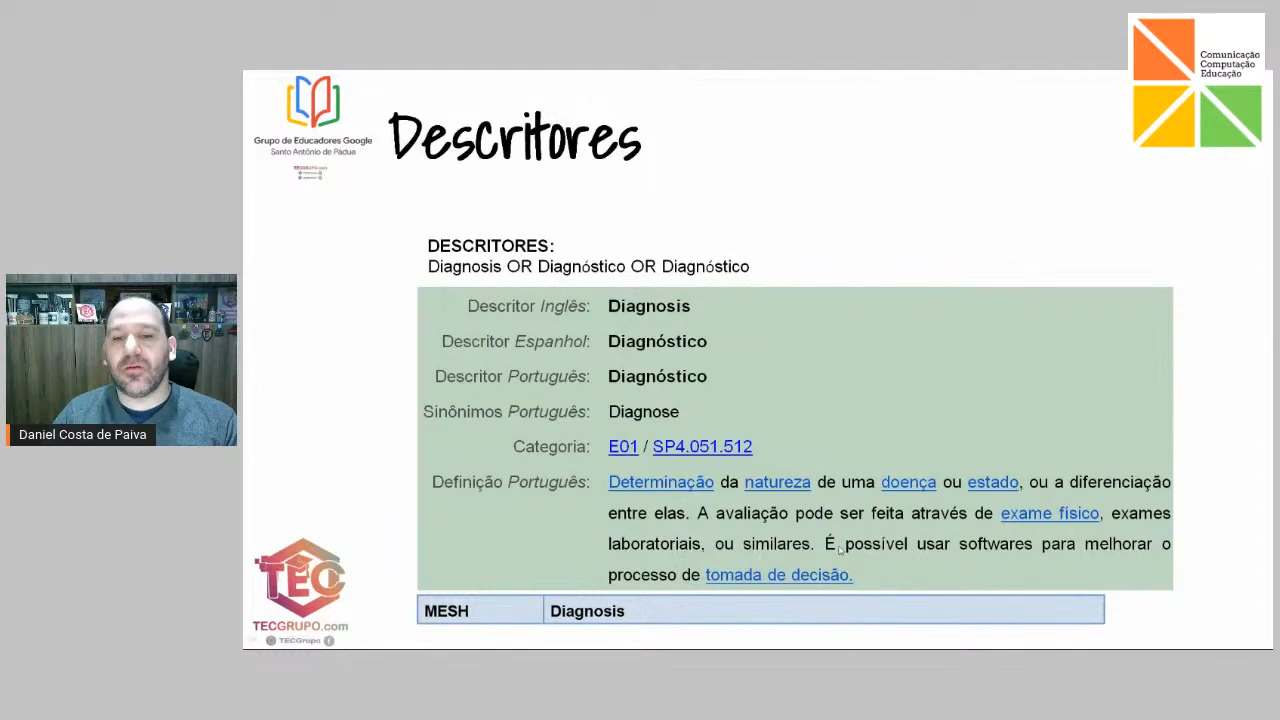 Comunicação
Computação
Educação
Grupo de Educadores Google
Santo Antônio de Pádua
TECGRUPO.com
Descritores
DESCRITORES:
Diagnosis OR Diagnóstico OR Diagnóstico
Descritor Inglês: Diagnosis
Descritor Espanhol: Diagnóstico
Descritor Português: Diagnóstico
Sinônimos Português: Diagnose
Categoria: E01 / SP4.051.512
Definição Português: Determinação da natureza de uma doença ou estado, ou a diferenciação
entre elas. A avaliação pode ser feita através de exame físico, exames
laboratoriais, ou similares. É possível usar softwares para melhorar o
processo de tomada de decisão.
MESH Diagnosis
Daniel Costa de Paiva
TEC
TECGRUPO.com
TECGrupo